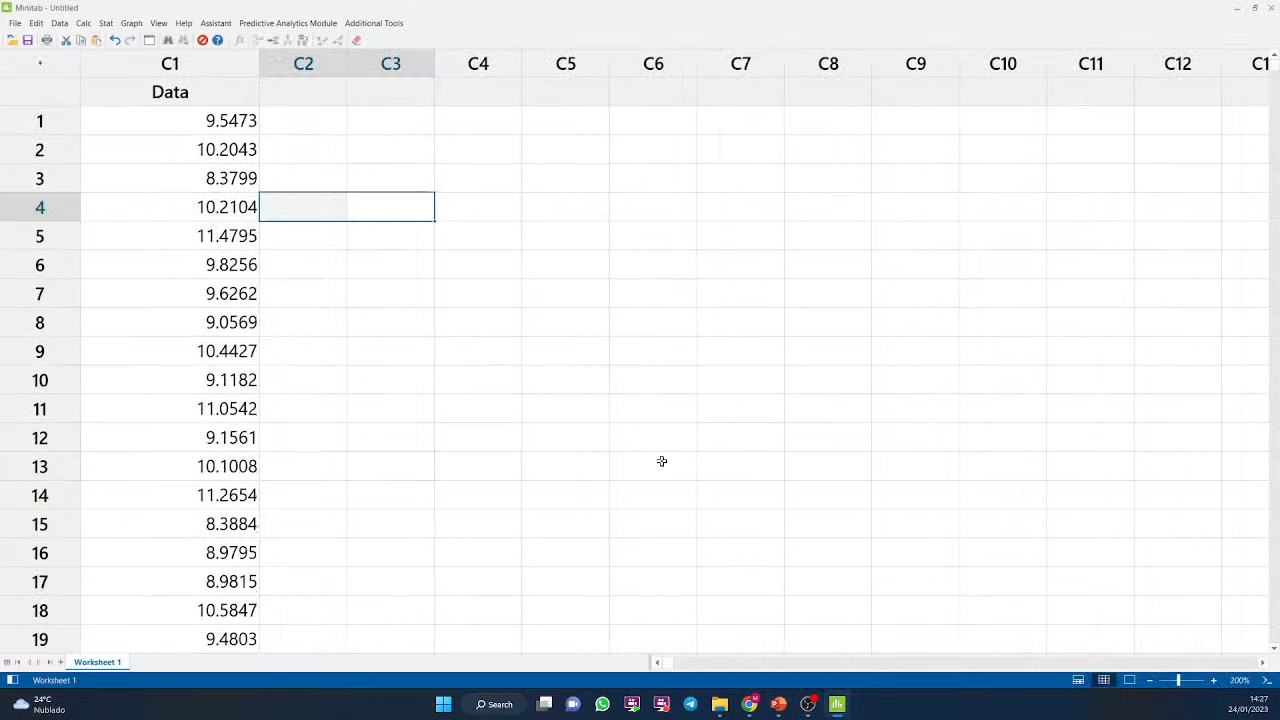 Minitab - Untitled
File Edit Data Calc Stat Graph View Help Assistant Predictive Analytics Module Additional Tools
C1 C2 C3 C4 C5 C6 C7 C8 C9 C10 C11 C12 C1
Data
1 9.5473
2 10.2043
3 8.3799
4 10.2104
5 11.4795
6 9.8256
7 9.6262
8 9.0569
9 10.4427
10 9.1182
11 11.0542
12 9.1561
13 10.1008
14 11.2654
15 8.3884
16 8.9795
17 8.9815
18 10.5847
19 9.4803
Worksheet 1
Worksheet 1
200%
24°C
Nublado
Search
14:27
24/01/2023